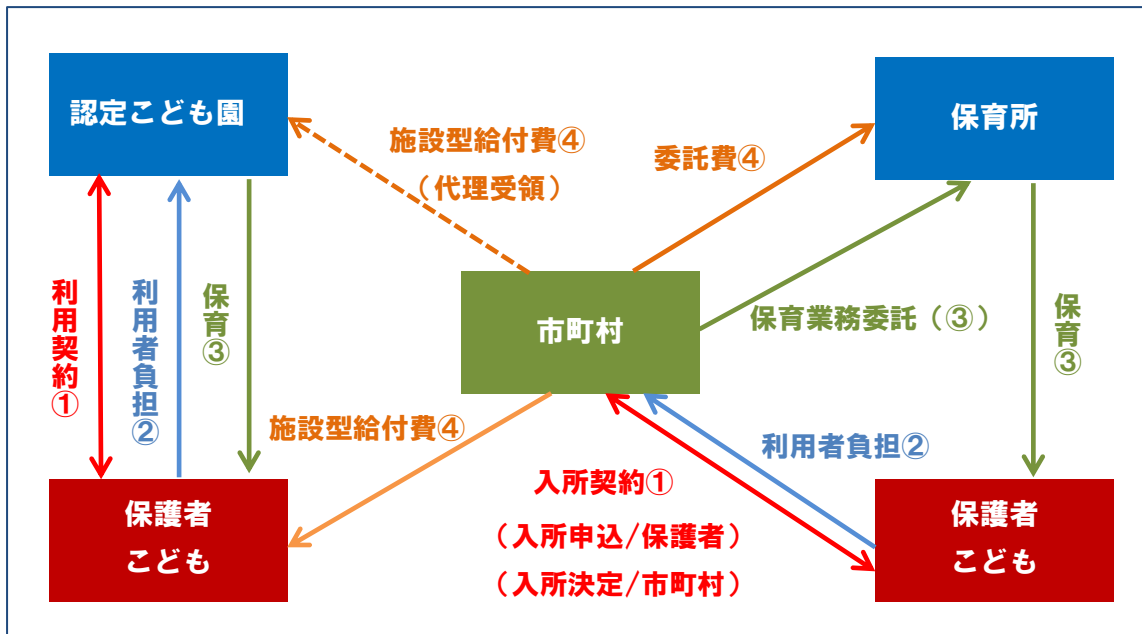 認定こども園
保育所
施設型給付費④
（代理受領）
委託費④
利用契約①
利用者負担②
保育③
市町村
保育業務委託（③）
保育③
施設型給付費④
利用者負担②
入所契約①
（入所申込/保護者）
（入所決定/市町村）
保護者
こども
保護者
こども